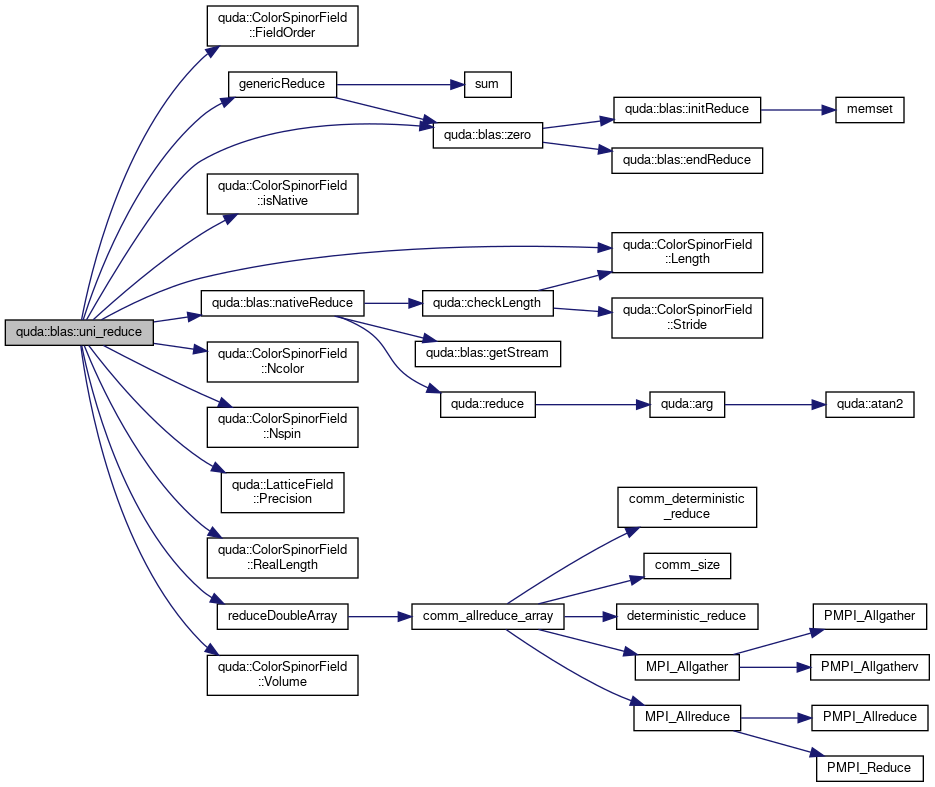 quda::ColorSpinorField
::FieldOrder
genericReduce
sum
quda::blas::zero
quda::blas::initReduce
memset
quda::blas::endReduce
quda::ColorSpinorField
::isNative
quda::ColorSpinorField
::Length
quda::blas::nativeReduce
quda::checkLength
quda::ColorSpinorField
::Stride
quda::blas::uni_reduce
quda::blas::getStream
quda::ColorSpinorField
::Ncolor
quda::reduce
quda::arg
quda::atan2
quda::ColorSpinorField
::Nspin
quda::LatticeField
::Precision
comm_deterministic
_reduce
quda::ColorSpinorField
::RealLength
comm_size
reduceDoubleArray
comm_allreduce_array
deterministic_reduce
PMPI_Allgather
quda::ColorSpinorField
::Volume
MPI_Allgather
PMPI_Allgatherv
MPI_Allreduce
PMPI_Allreduce
PMPI_Reduce